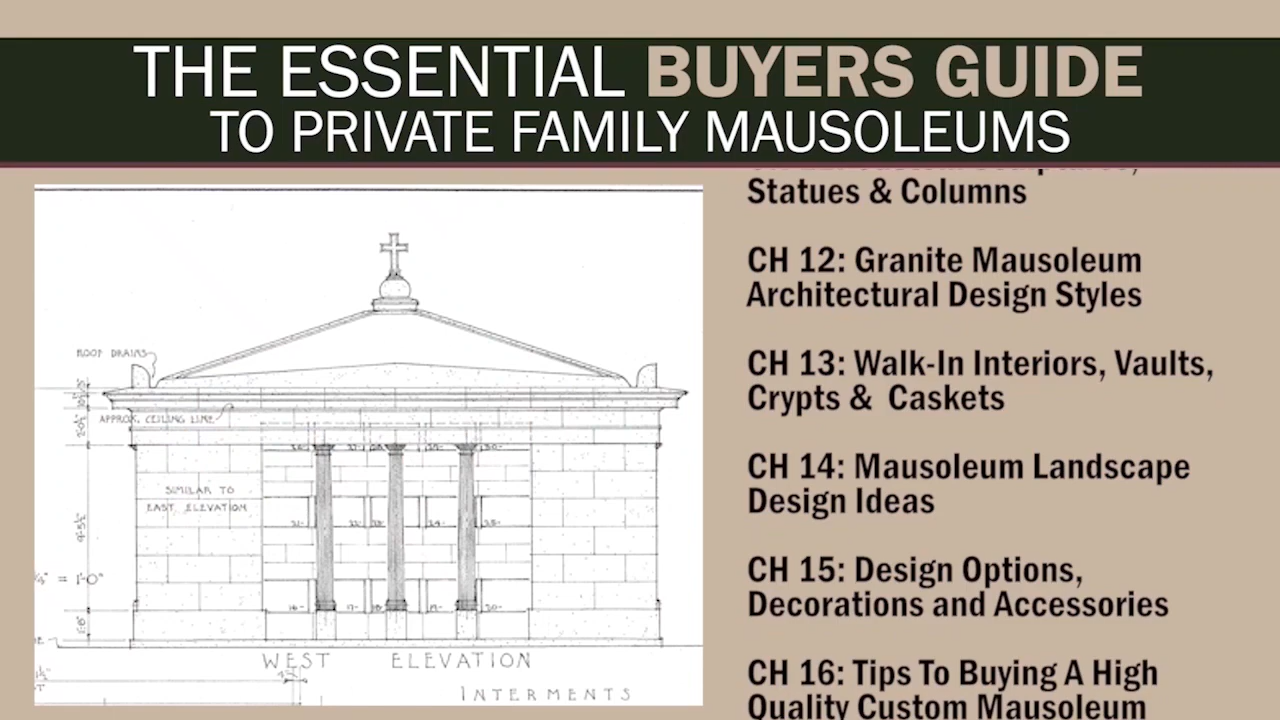 THE ESSENTIAL BUYERS GUIDE
TO PRIVATE FAMILY MAUSOLEUMS
Statues & Columns
CH 12: Granite Mausoleum
Architectural Design Styles
CH 13: Walk-In Interiors, Vaults,
Crypts &  Caskets
CH 14: Mausoleum Landscape
Design Ideas
CH 15: Design Options,
Decorations and Accessories
CH 16: Tips To Buying A High
Quality Custom Mausoleum
ROOF DRAINS
APPROX. CEILING LINE
SIMILAR TO
EAST ELEVATION
= 1'-0"
WEST ELEVATION
INTERMENTS